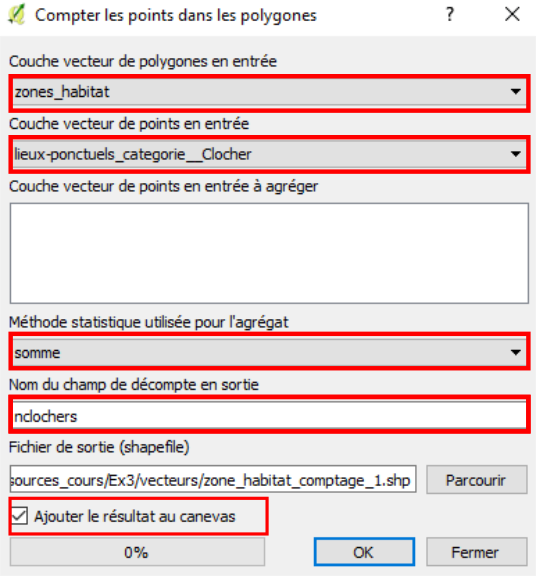 Compter les points dans les polygones
Couche vecteur de polygones en entrée
zones_habitat
Couche vecteur de points en entrée
lieux-ponctuels_categorie__Clocher
Couche vecteur de points en entrée à agréger
Méthode statistique utilisée pour l'agrégat
somme
Nom du champ de décompte en sortie
nclochers
Fichier de sortie (shapefile)
sources_cours/Ex3/vecteurs/zone_habitat_comptage_1.shp Parcourir
Ajouter le résultat au canevas
0% OK Fermer